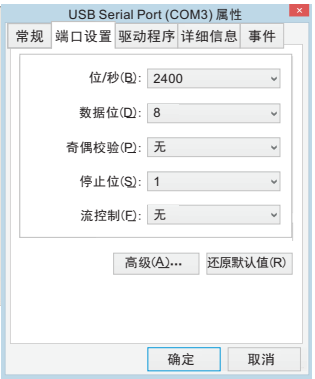 USB Serial Port (COM3) 属性
常规 端口设置 驱动程序 详细信息 事件
位/秒(B): 2400
数据位(D): 8
奇偶校验(P): 无
停止位(S): 1
流控制(F): 无
高级(A)... 还原默认值(R)
确定 取消